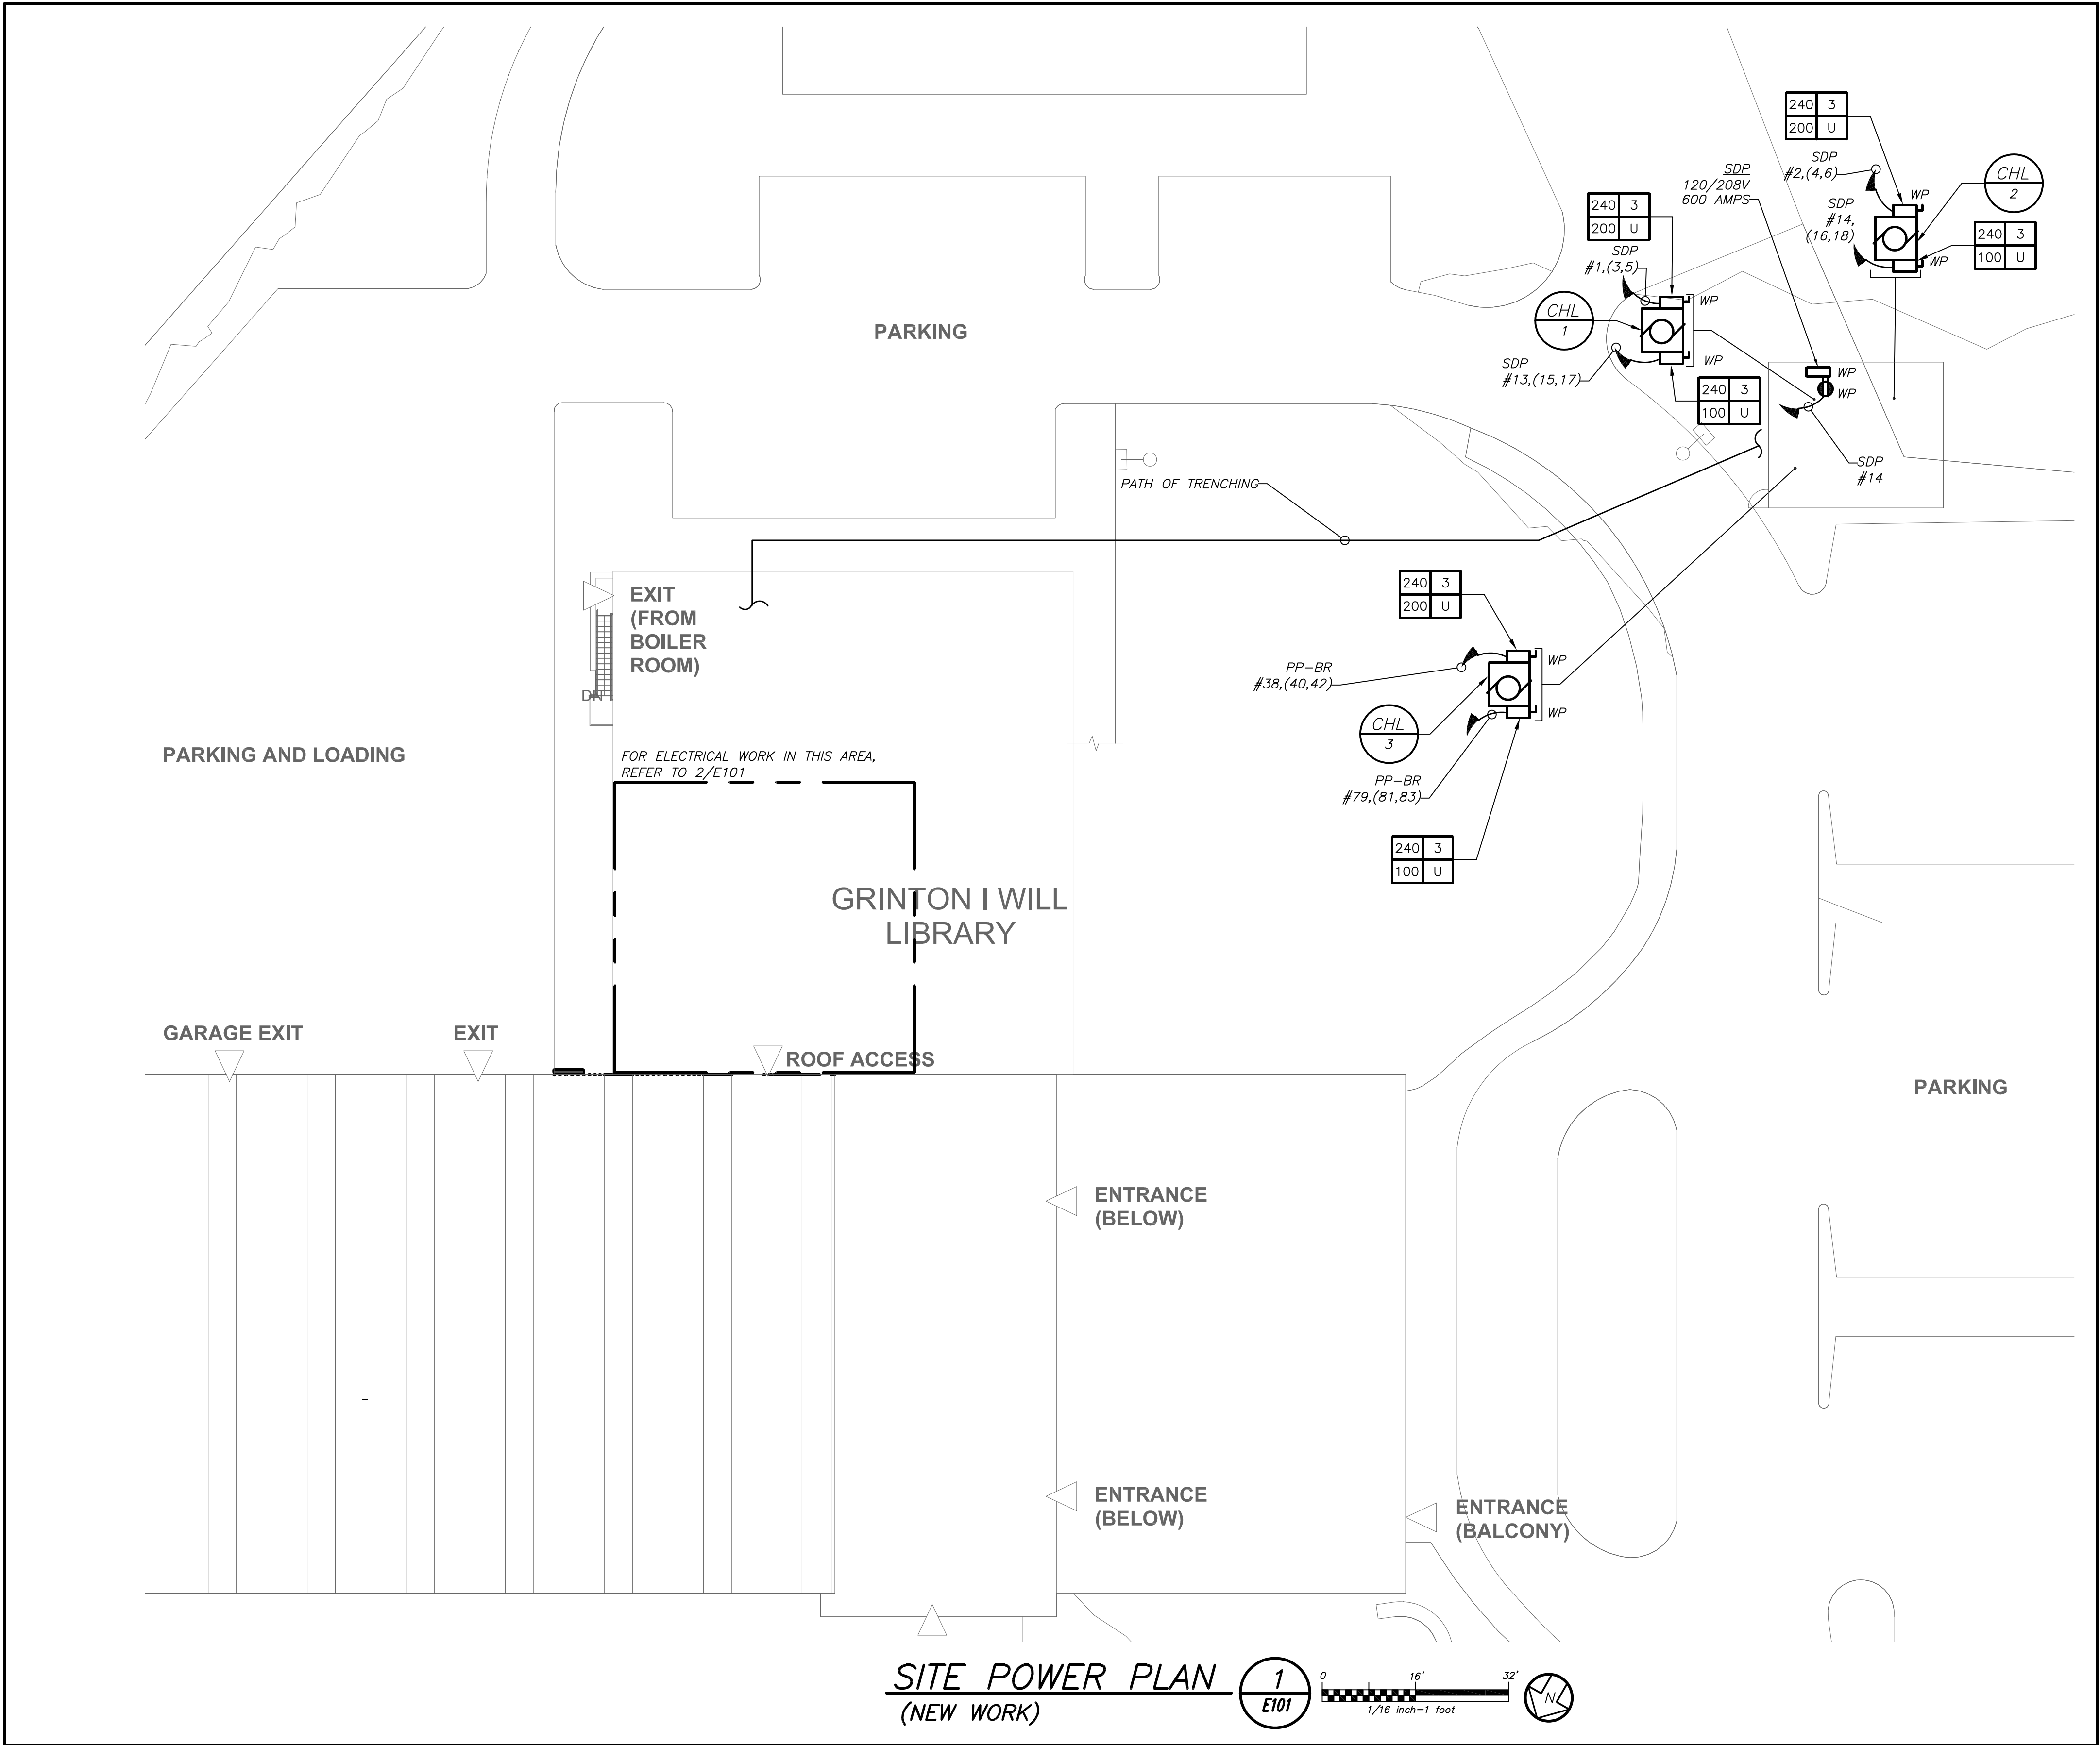 240 3
200 U
SDP
#2,(4,6)
WP
CHL
2
SDP
120/208V
600 AMPS
SDP
#14,
(16,18)
WP
240 3
100 U
240 3
200 U
SDP
#1,(3,5)
WP
CHL
1
WP
SDP
#13,(15,17)
240 3
100 U
WP
WP
SDP
#14
PARKING
PATH OF TRENCHING
EXIT
(FROM
BOILER
ROOM)
DN
240 3
200 U
WP
PP-BR
#38,(40,42)
WP
CHL
3
PP-BR
#79,(81,83)
240 3
100 U
PARKING AND LOADING
FOR ELECTRICAL WORK IN THIS AREA,
REFER TO 2/E101
GRINTON I WILL
LIBRARY
GARAGE EXIT
EXIT
ROOF ACCESS
PARKING
ENTRANCE
(BELOW)
ENTRANCE
(BELOW)
ENTRANCE
(BALCONY)
SITE POWER PLAN
(NEW WORK)
1
E101
0 16' 32'
1/16 inch=1 foot
N